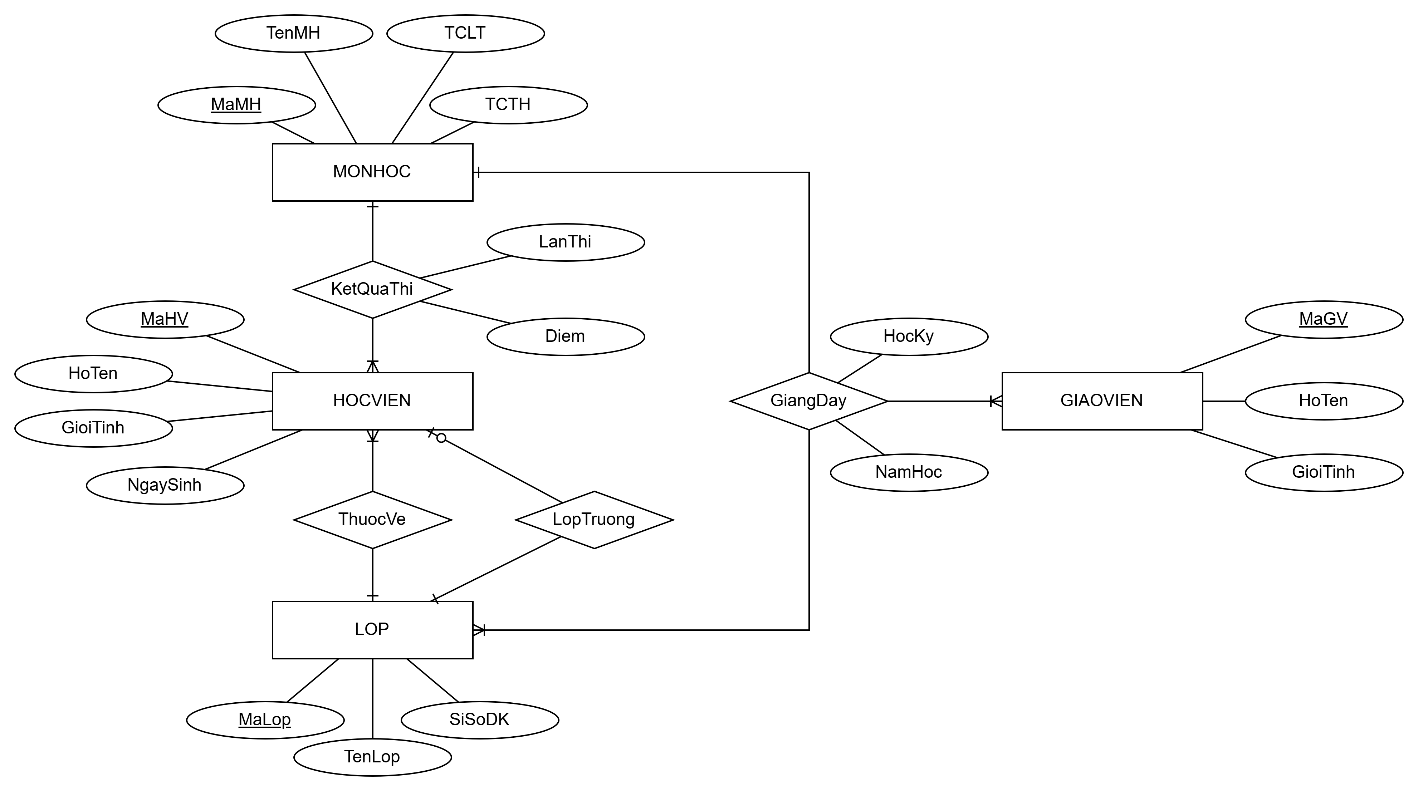 TenMH
TCLT
MaMH
TCTH
MONHOC
LanThi
KetQuaThi
MaHV
Diem
HocKy
MaGV
HoTen
HOCVIEN
GiangDay
GIAOVIEN
HoTen
GioiTinh
NgaySinh
NamHoc
GioiTinh
ThuocVe
LopTruong
LOP
MaLop
SiSoDK
TenLop